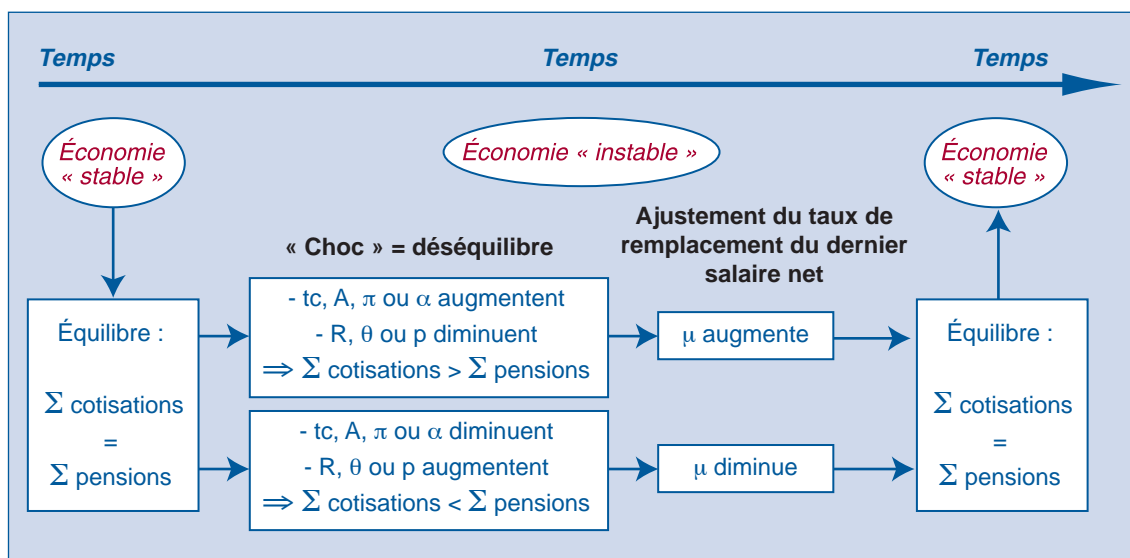 Temps Temps Temps
Économie
« stable »
Économie « instable »
Économie
« stable »
« Choc » = déséquilibre
Ajustement du taux de
remplacement du dernier
salaire net
Équilibre :
Σ cotisations
=
Σ pensions
- tc, A, π ou α augmentent
- R, θ ou p diminuent
⇒ Σ cotisations > Σ pensions
μ augmente
- tc, A, π ou α diminuent
- R, θ ou p augmentent
⇒ Σ cotisations < Σ pensions
μ diminue
Équilibre :
Σ cotisations
=
Σ pensions